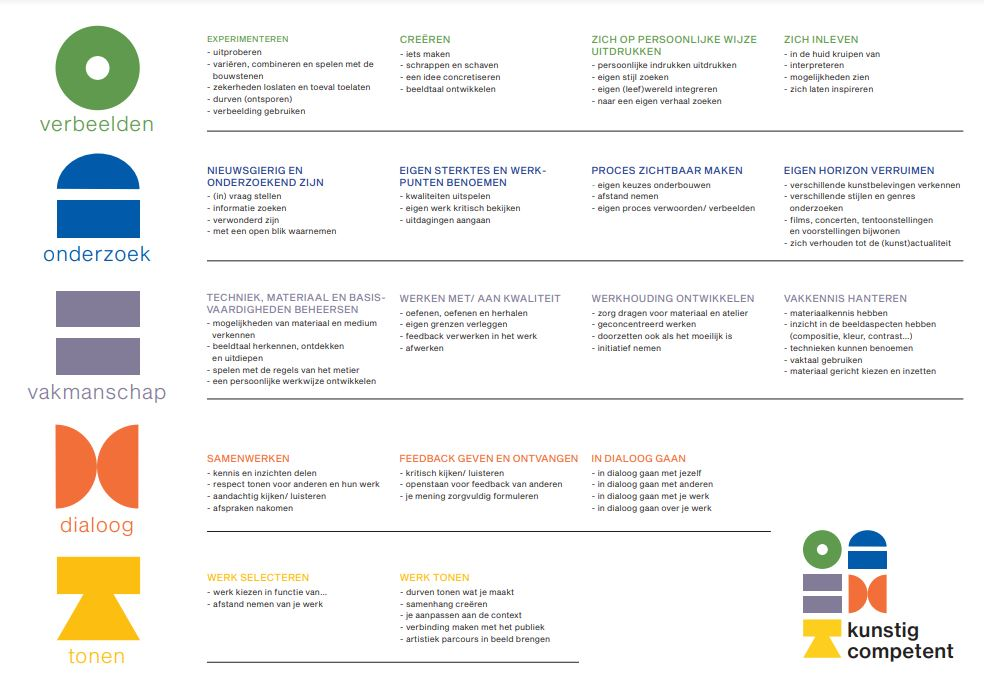 verbeelden
EXPERIMENTEREN
- uitproberen
- variëren, combineren en spelen met de
bouwstenen
- zekerheden loslaten en toeval toelaten
- durven (ontsporen)
- verbeelding gebruiken
CREËREN
- iets maken
- schrappen en schaven
- een idee concretiseren
- beeldtaal ontwikkelen
ZICH OP PERSOONLIJKE WIJZE
UITDRUKKEN
- persoonlijke indrukken uitdrukken
- eigen stijl zoeken
- eigen (leef)wereld integreren
- naar een eigen verhaal zoeken
ZICH INLEVEN
- in de huid kruipen van
- interpreteren
- mogelijkheden zien
- zich laten inspireren
onderzoek
NIEUWSGIERIG EN
ONDERZOEKEND ZIJN
- (in) vraag stellen
- informatie zoeken
- verwonderd zijn
- met een open blik waarnemen
EIGEN STERKTES EN WERK-
PUNTEN BENOEMEN
- kwaliteiten uitspelen
- eigen werk kritisch bekijken
- uitdagingen aangaan
PROCES ZICHTBAAR MAKEN
- eigen keuzes onderbouwen
- afstand nemen
- eigen proces verwoorden/ verbeelden
EIGEN HORIZON VERRUIMEN
- verschillende kunstbelevingen verkennen
- verschillende stijlen en genres
onderzoeken
- films, concerten, tentoonstellingen
en voorstellingen bijwonen
- zich verhouden tot de (kunst)actualiteit
vakmanschap
TECHNIEK, MATERIAAL EN BASIS-
VAARDIGHEDEN BEHEERSEN
- mogelijkheden van materiaal en medium
verkennen
- beeldtaal herkennen, ontdekken
en uitdiepen
- spelen met de regels van het metier
- een persoonlijke werkwijze ontwikkelen
WERKEN MET/ AAN KWALITEIT
- oefenen, oefenen en herhalen
- eigen grenzen verleggen
- feedback verwerken in het werk
- afwerken
WERKHOUDING ONTWIKKELEN
- zorg dragen voor materiaal en atelier
- geconcentreerd werken
- doorzetten ook als het moeilijk is
- initiatief nemen
VAKKENNIS HANTEREN
- materiaalkennis hebben
- inzicht in de beeldaspecten hebben
(compositie, kleur, contrast...)
- technieken kunnen benoemen
- vaktaal gebruiken
- materiaal gericht kiezen en inzetten
dialoog
SAMENWERKEN
- kennis en inzichten delen
- respect tonen voor anderen en hun werk
- aandachtig kijken/ luisteren
- afspraken nakomen
FEEDBACK GEVEN EN ONTVANGEN
- kritisch kijken/ luisteren
- openstaan voor feedback van anderen
- je mening zorgvuldig formuleren
IN DIALOOG GAAN
- in dialoog gaan met jezelf
- in dialoog gaan met anderen
- in dialoog gaan met je werk
- in dialoog gaan over je werk
tonen
WERK SELECTEREN
- werk kiezen in functie van...
- afstand nemen van je werk
WERK TONEN
- durven tonen wat je maakt
- samenhang creëren
- je aanpassen aan de context
- verbinding maken met het publiek
- artistiek parcours in beeld brengen
kunstig
competent